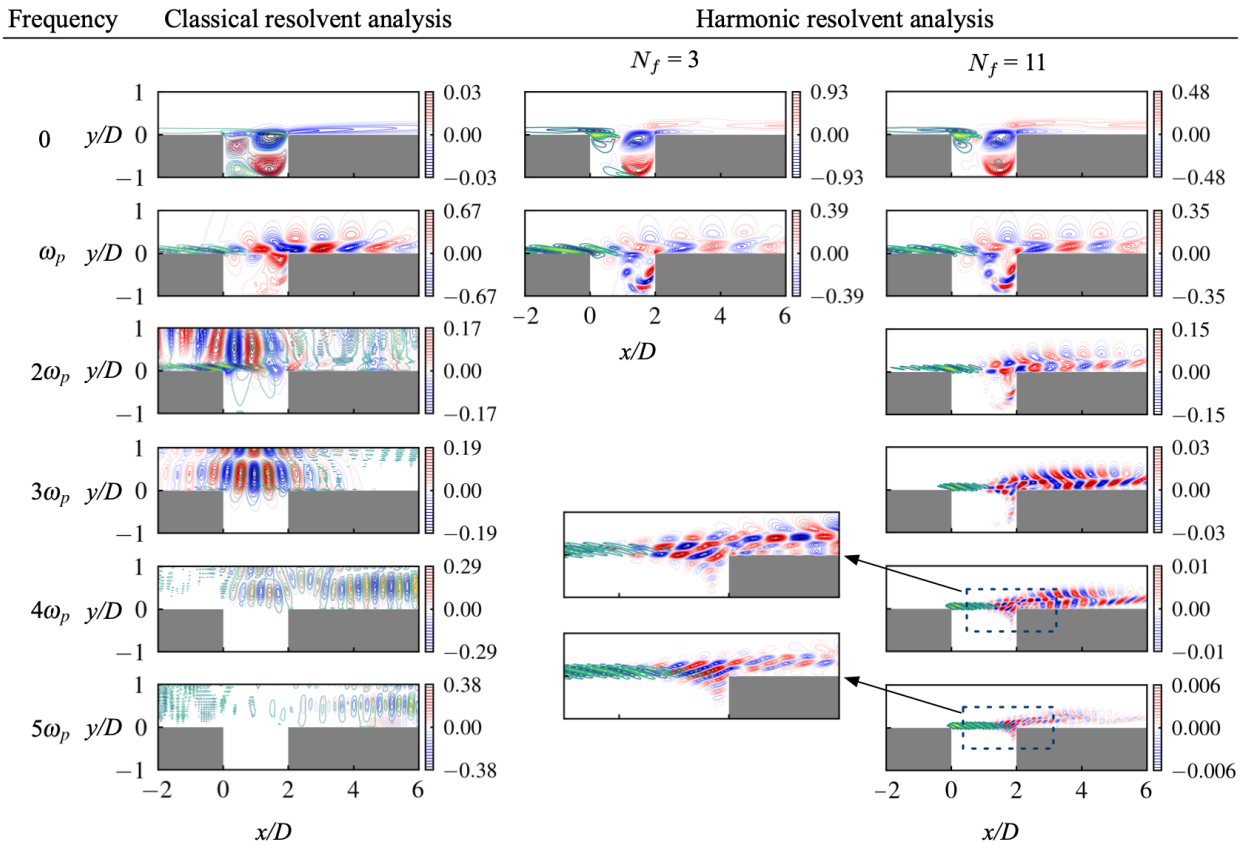 Frequency Classical resolvent analysis Harmonic resolvent analysis
N_f = 3 N_f = 11
1 0.03 0.93 0.48
0 y/D 0 0.00 0.00 0.00
−1 −0.03 −0.93 −0.48
1 0.67 0.39 0.35
ω_p y/D 0 0.00 0.00 0.00
−1 −0.67 −0.39 −0.35
−2 0 2 4 6
x/D
1 0.17 0.15
2ω_p y/D 0 0.00 0.00
−1 −0.17 −0.15
1 0.19 0.03
3ω_p y/D 0 0.00 0.00
−1 −0.19 −0.03
1 0.29 0.01
4ω_p y/D 0 0.00 0.00
−1 −0.29 −0.01
1 0.38 0.006
5ω_p y/D 0 0.00 0.000
−1 −0.38 −0.006
−2 0 2 4 6 −2 0 2 4 6
x/D x/D